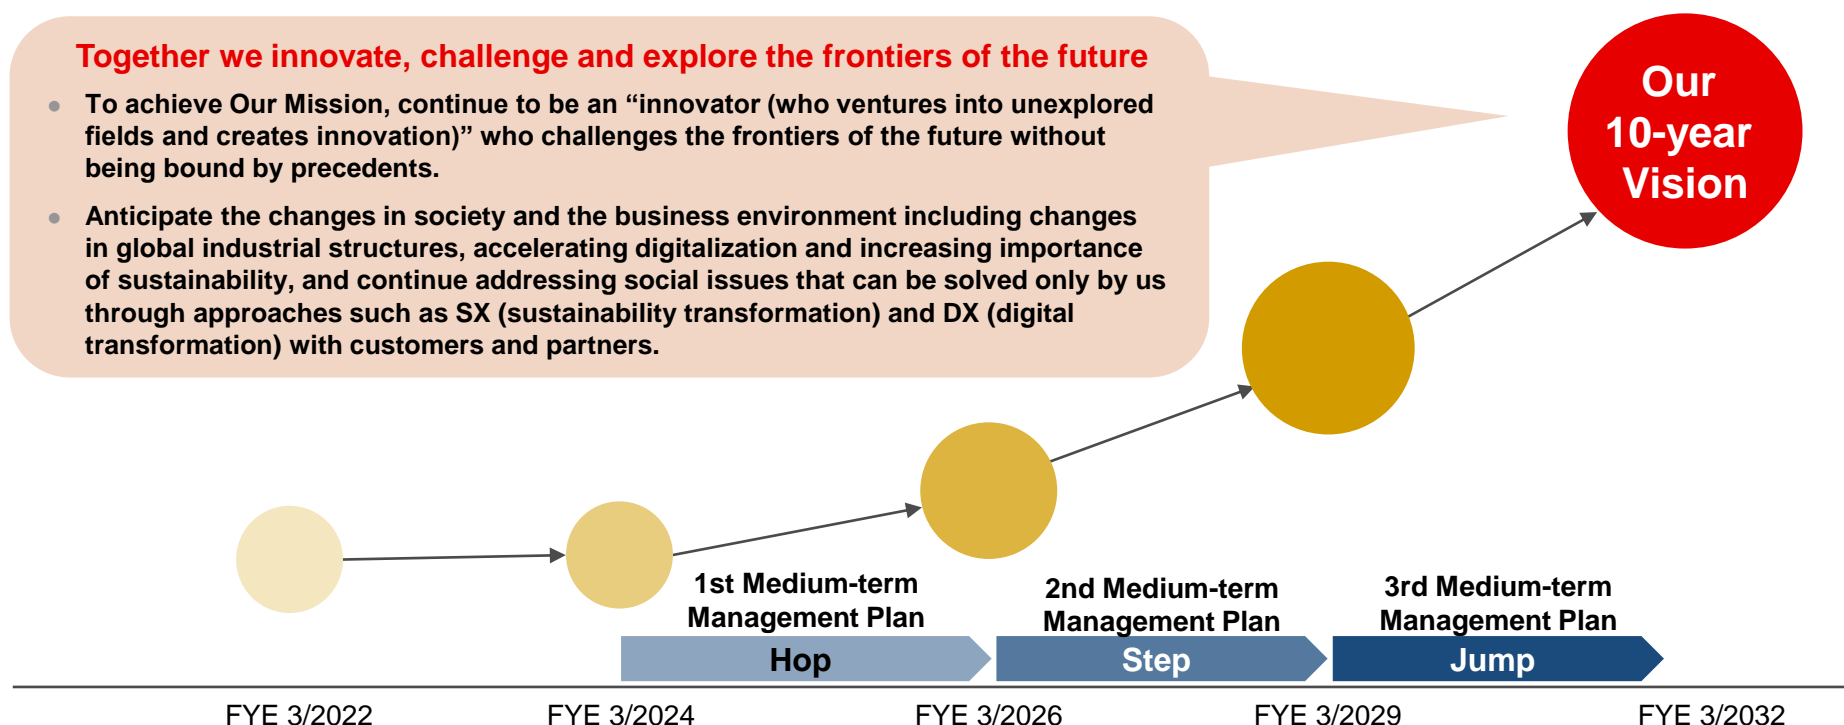 Together we innovate, challenge and explore the frontiers of the future
● To achieve Our Mission, continue to be an “innovator (who ventures into unexplored
fields and creates innovation)” who challenges the frontiers of the future without
being bound by precedents.
● Anticipate the changes in society and the business environment including changes
in global industrial structures, accelerating digitalization and increasing importance
of sustainability, and continue addressing social issues that can be solved only by us
through approaches such as SX (sustainability transformation) and DX (digital
transformation) with customers and partners.
Our
10-year
Vision
1st Medium-term
Management Plan
Hop
2nd Medium-term
Management Plan
Step
3rd Medium-term
Management Plan
Jump
FYE 3/2022
FYE 3/2024
FYE 3/2026
FYE 3/2029
FYE 3/2032